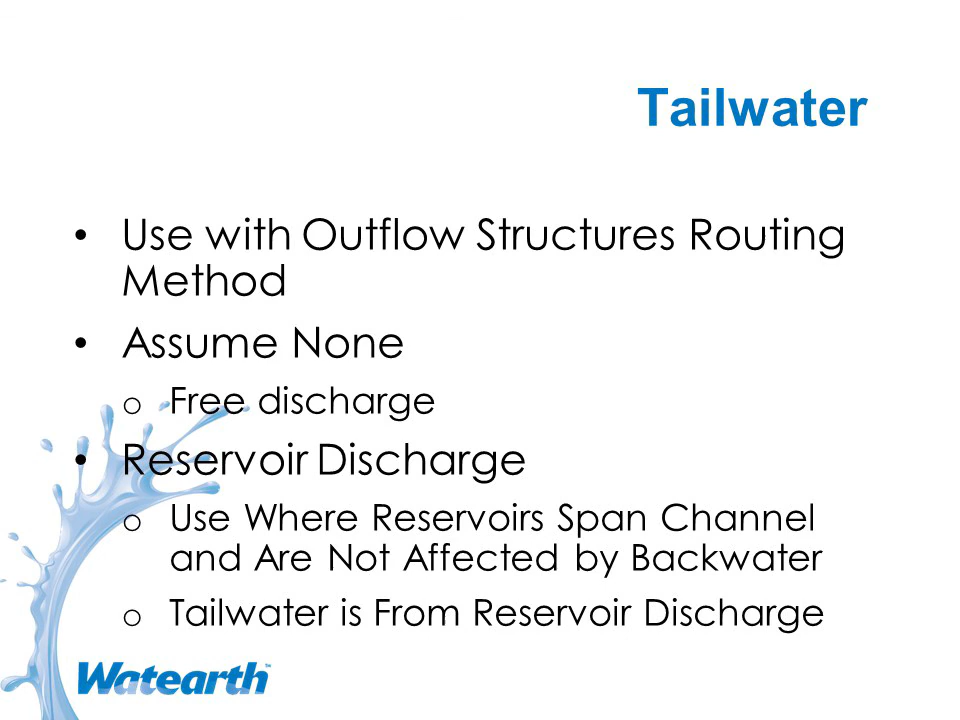 Tailwater
• Use with Outflow Structures Routing
Method
• Assume None
o Free discharge
• Reservoir Discharge
o Use Where Reservoirs Span Channel
and Are Not Affected by Backwater
o Tailwater is From Reservoir Discharge
Watearth™